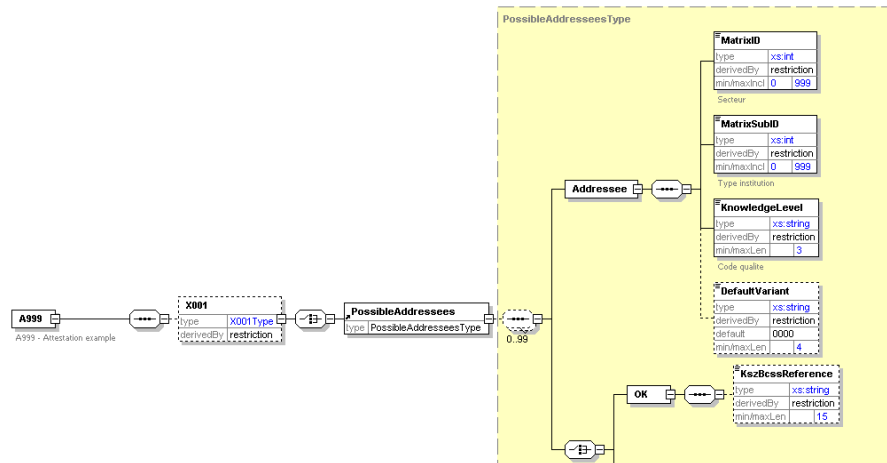 PossibleAddresseesType
MatrixID
type xs:int
derivedBy restriction
min/maxIncl 0 999
Secteur
MatrixSubID
type xs:int
derivedBy restriction
min/maxIncl 0 999
Type institution
Addressee
KnowledgeLevel
type xs:string
derivedBy restriction
min/maxLen 3
Code qualite
DefaultVariant
type xs:string
derivedBy restriction
default 0000
min/maxLen 4
A999
A999 - Attestation example
X001
type X001Type
derivedBy restriction
PossibleAddressees
type PossibleAddresseesType
0..99
OK
KszBcssReference
type xs:string
derivedBy restriction
min/maxLen 15